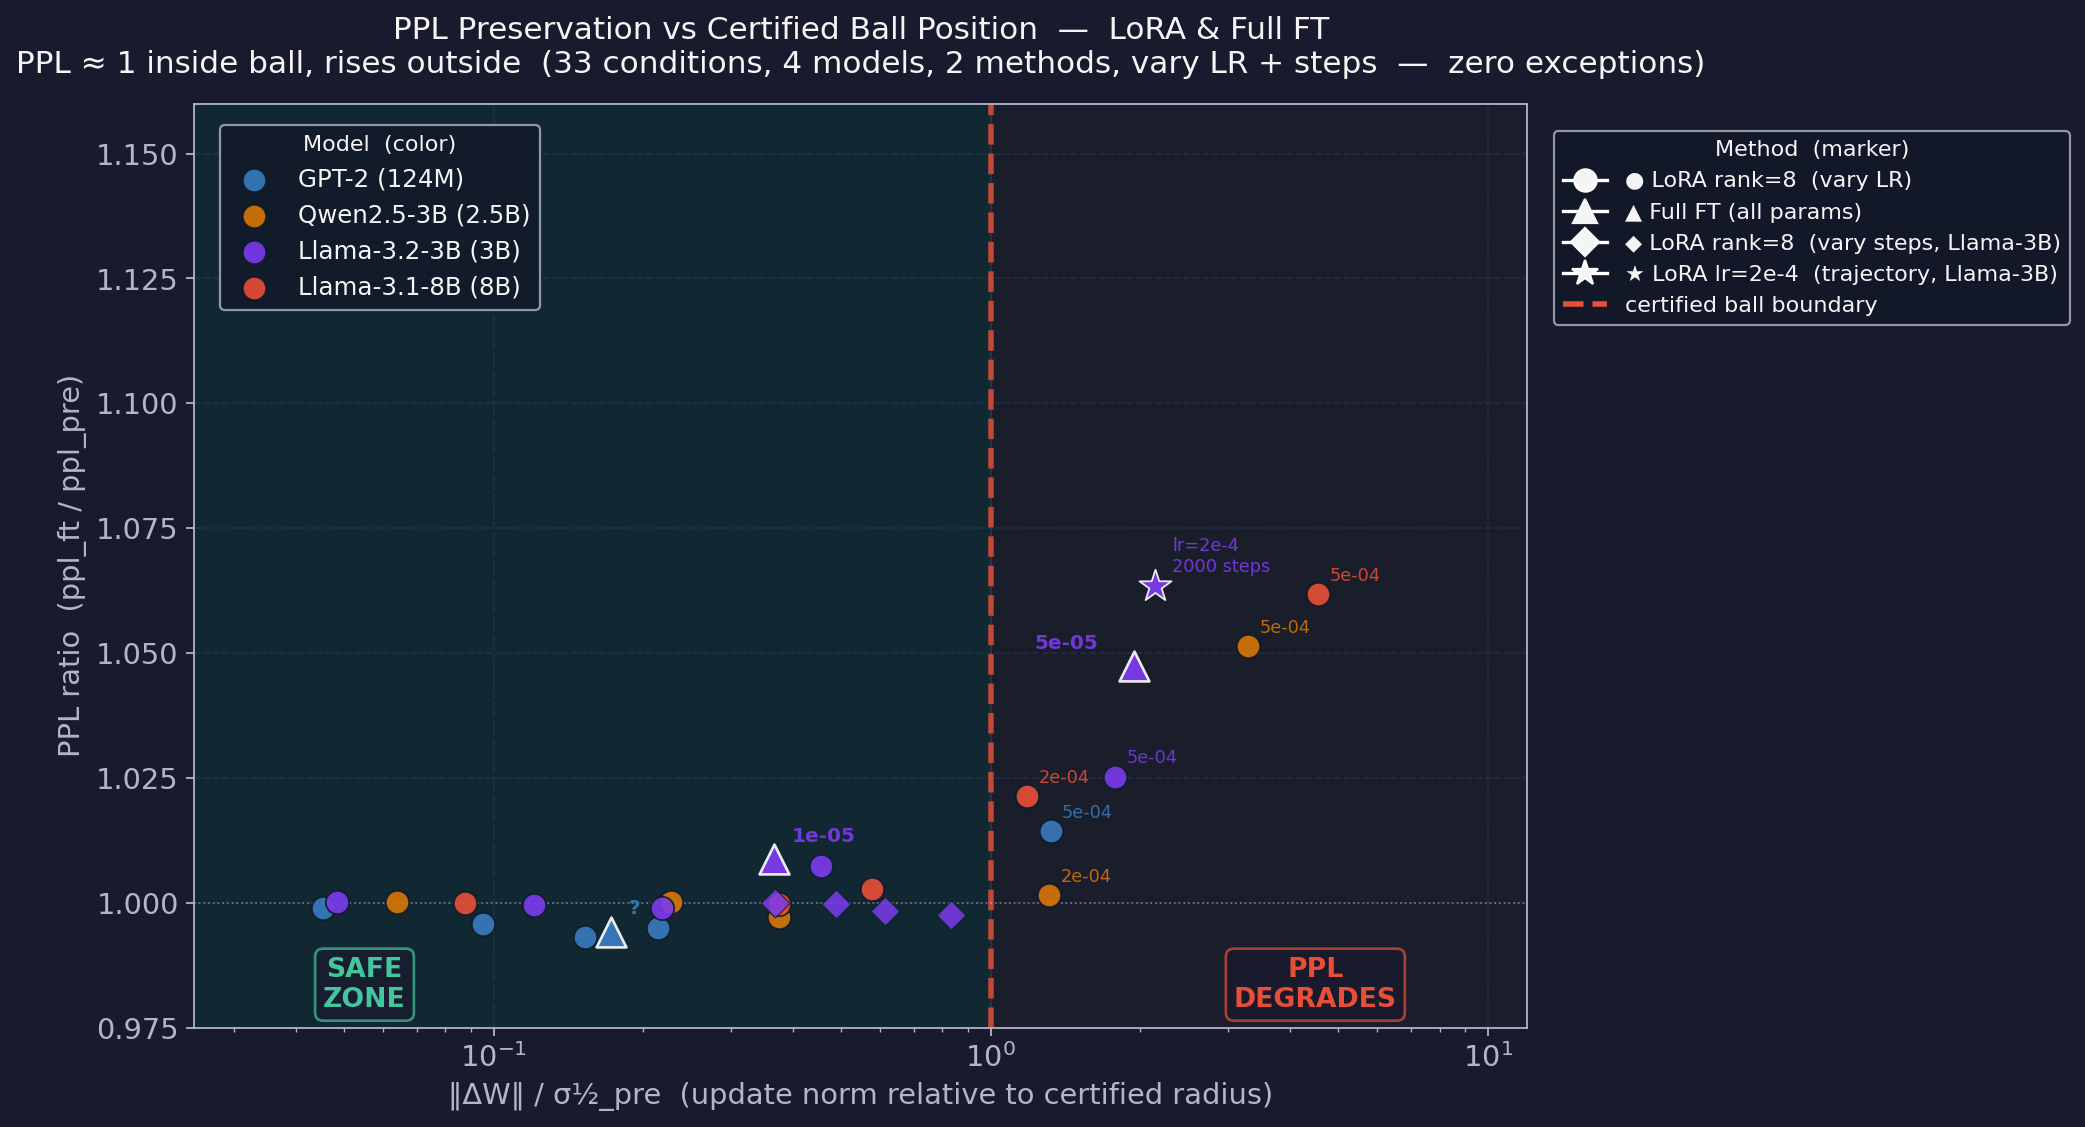 PPL Preservation vs Certified Ball Position — LoRA & Full FT
PPL ≈ 1 inside ball, rises outside (33 conditions, 4 models, 2 methods, vary LR + steps — zero exceptions)
Model (color)
GPT-2 (124M)
Qwen2.5-3B (2.5B)
Llama-3.2-3B (3B)
Llama-3.1-8B (8B)
Method (marker)
● LoRA rank=8 (vary LR)
▲ Full FT (all params)
◆ LoRA rank=8 (vary steps, Llama-3B)
★ LoRA lr=2e-4 (trajectory, Llama-3B)
certified ball boundary
PPL ratio (ppl_ft / ppl_pre)
1.150
1.125
1.100
1.075
1.050
1.025
1.000
0.975
lr=2e-4
2000 steps
5e-04
5e-04
5e-05
5e-04
2e-04
5e-04
1e-05
2e-04
?
SAFE
ZONE
PPL
DEGRADES
10⁻¹
10⁰
10¹
‖ΔW‖ / σ½_pre (update norm relative to certified radius)